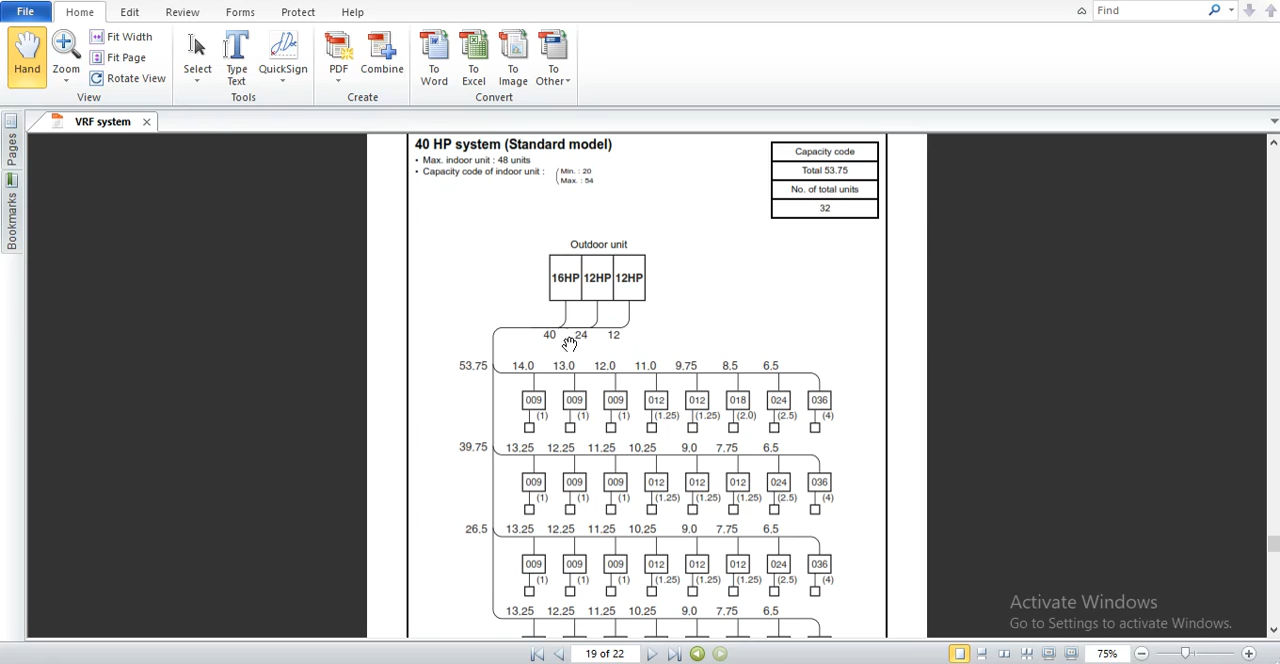 File Home Edit Review Forms Protect Help Find
Hand Zoom Fit Width Fit Page Rotate View Select Type Text QuickSign PDF Combine To Word To Excel To Image To Other
View Tools Create Convert
VRF system
Pages
Bookmarks
40 HP system (Standard model)
• Max. indoor unit : 48 units
• Capacity code of indoor unit : ( Min. : 20
Max. : 54
Capacity code
Total 53.75
No. of total units
32
Outdoor unit
16HP 12HP 12HP
40 24 12
53.75 14.0 13.0 12.0 11.0 9.75 8.5 6.5
009 009 009 012 012 018 024 036
(1) (1) (1) (1.25) (1.25) (2.0) (2.5) (4)
39.75 13.25 12.25 11.25 10.25 9.0 7.75 6.5
009 009 009 012 012 012 024 036
(1) (1) (1) (1.25) (1.25) (1.25) (2.5) (4)
26.5 13.25 12.25 11.25 10.25 9.0 7.75 6.5
009 009 009 012 012 012 024 036
(1) (1) (1) (1.25) (1.25) (1.25) (2.5) (4)
13.25 12.25 11.25 10.25 9.0 7.75 6.5
Activate Windows
Go to Settings to activate Windows.
19 of 22 75%